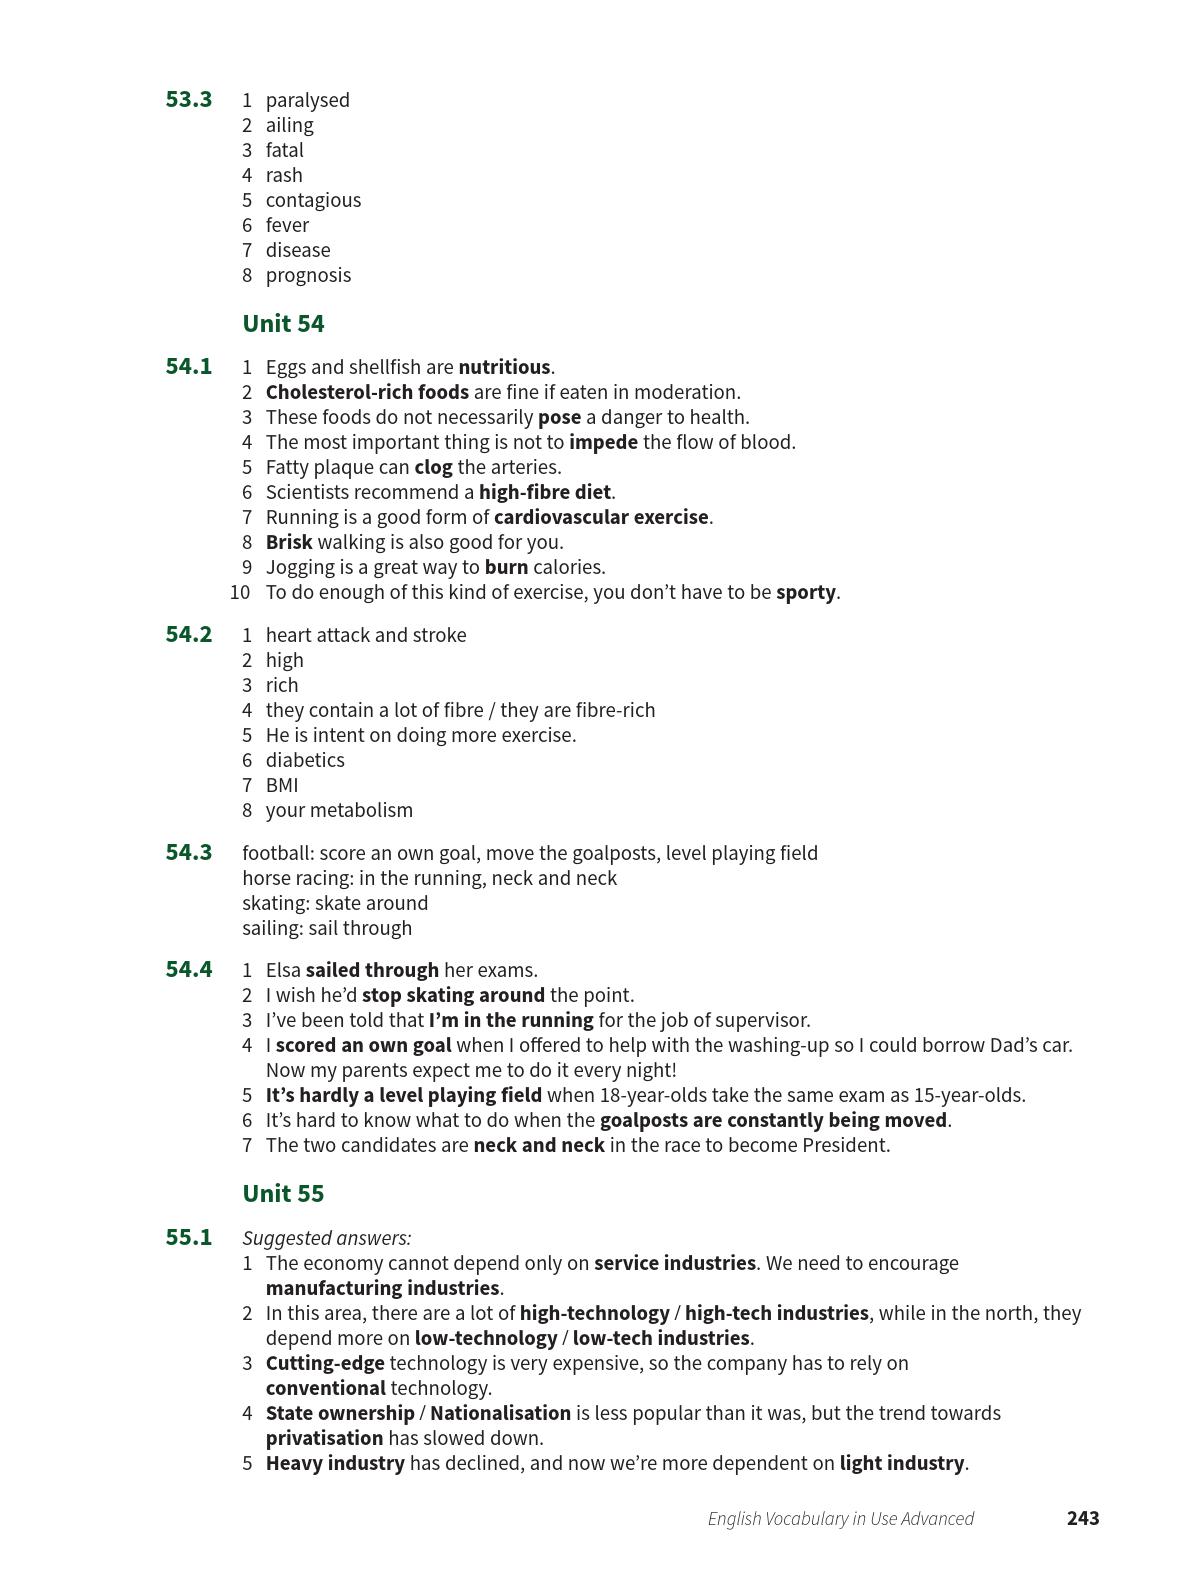 53.3 1 paralysed
2 ailing
3 fatal
4 rash
5 contagious
6 fever
7 disease
8 prognosis
Unit 54
54.1 1 Eggs and shellfish are nutritious.
2 Cholesterol-rich foods are fine if eaten in moderation.
3 These foods do not necessarily pose a danger to health.
4 The most important thing is not to impede the flow of blood.
5 Fatty plaque can clog the arteries.
6 Scientists recommend a high-fibre diet.
7 Running is a good form of cardiovascular exercise.
8 Brisk walking is also good for you.
9 Jogging is a great way to burn calories.
10 To do enough of this kind of exercise, you don’t have to be sporty.
54.2 1 heart attack and stroke
2 high
3 rich
4 they contain a lot of fibre / they are fibre-rich
5 He is intent on doing more exercise.
6 diabetics
7 BMI
8 your metabolism
54.3 football: score an own goal, move the goalposts, level playing field
horse racing: in the running, neck and neck
skating: skate around
sailing: sail through
54.4 1 Elsa sailed through her exams.
2 I wish he’d stop skating around the point.
3 I’ve been told that I’m in the running for the job of supervisor.
4 I scored an own goal when I offered to help with the washing-up so I could borrow Dad’s car.
Now my parents expect me to do it every night!
5 It’s hardly a level playing field when 18-year-olds take the same exam as 15-year-olds.
6 It’s hard to know what to do when the goalposts are constantly being moved.
7 The two candidates are neck and neck in the race to become President.
Unit 55
55.1 Suggested answers:
1 The economy cannot depend only on service industries. We need to encourage
manufacturing industries.
2 In this area, there are a lot of high-technology / high-tech industries, while in the north, they
depend more on low-technology / low-tech industries.
3 Cutting-edge technology is very expensive, so the company has to rely on
conventional technology.
4 State ownership / Nationalisation is less popular than it was, but the trend towards
privatisation has slowed down.
5 Heavy industry has declined, and now we’re more dependent on light industry.
English Vocabulary in Use Advanced 243